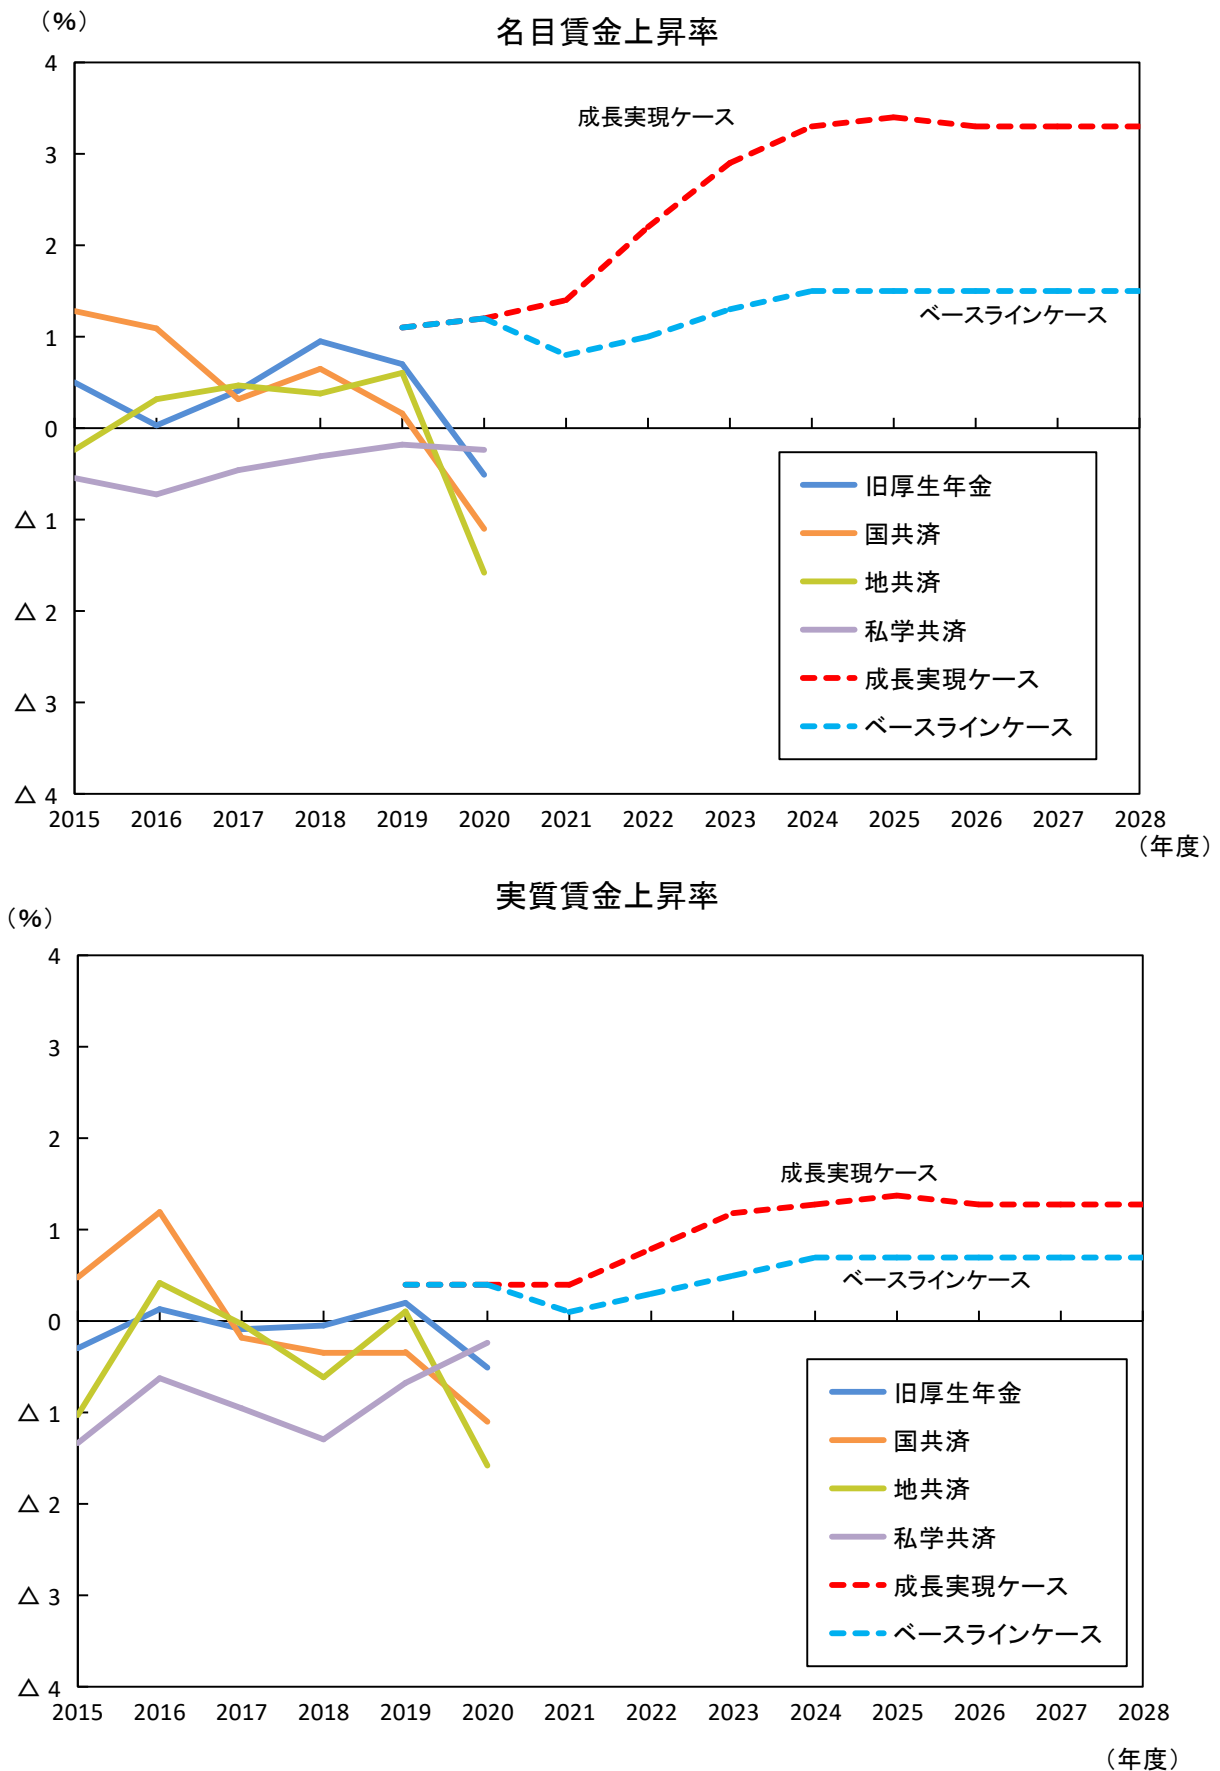 （%）
名目賃金上昇率
4
3
2
1
0
△ 1
△ 2
△ 3
△ 4
成長実現ケース
ベースラインケース
旧厚生年金
国共済
地共済
私学共済
成長実現ケース
ベースラインケース
2015 2016 2017 2018 2019 2020 2021 2022 2023 2024 2025 2026 2027 2028
（年度）
実質賃金上昇率
（%）
4
3
2
1
0
△ 1
△ 2
△ 3
△ 4
成長実現ケース
ベースラインケース
旧厚生年金
国共済
地共済
私学共済
成長実現ケース
ベースラインケース
2015 2016 2017 2018 2019 2020 2021 2022 2023 2024 2025 2026 2027 2028
（年度）